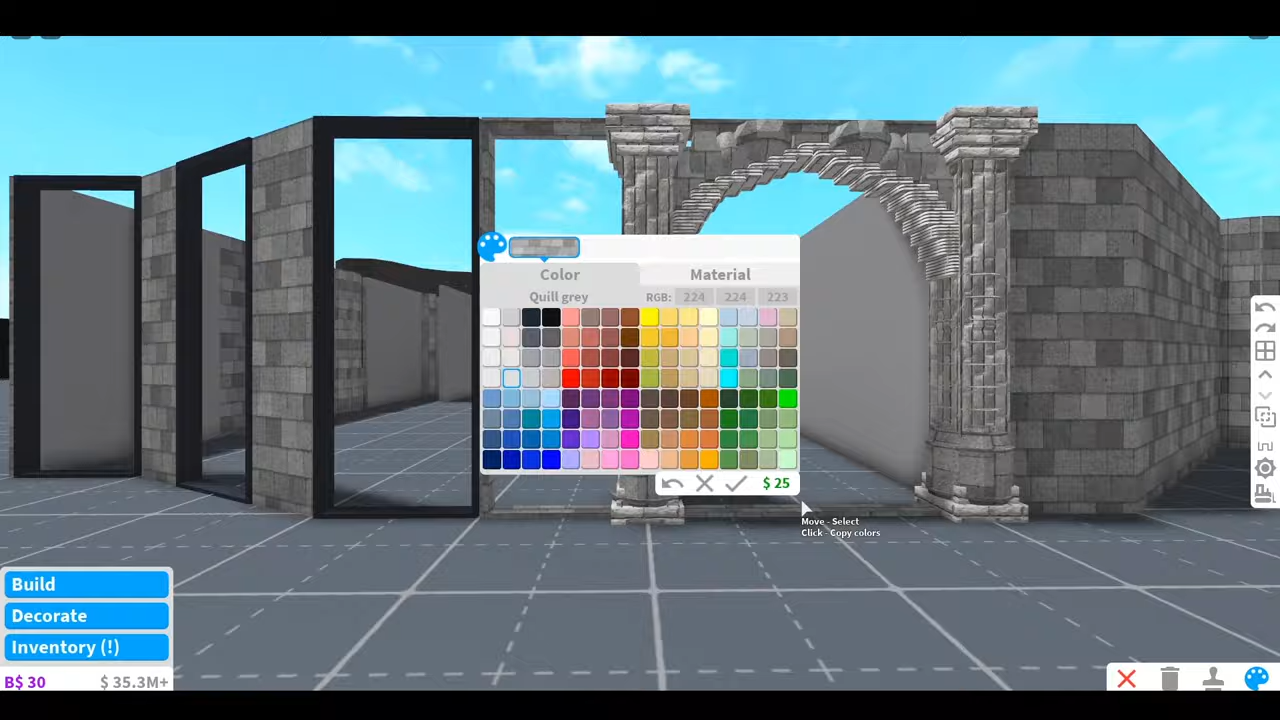 Color
Material
Quill grey
RGB: 224 224 223
$ 25
Move - Select
Click - Copy colors
Build
Decorate
Inventory (!)
B$ 30
$ 35.3M+